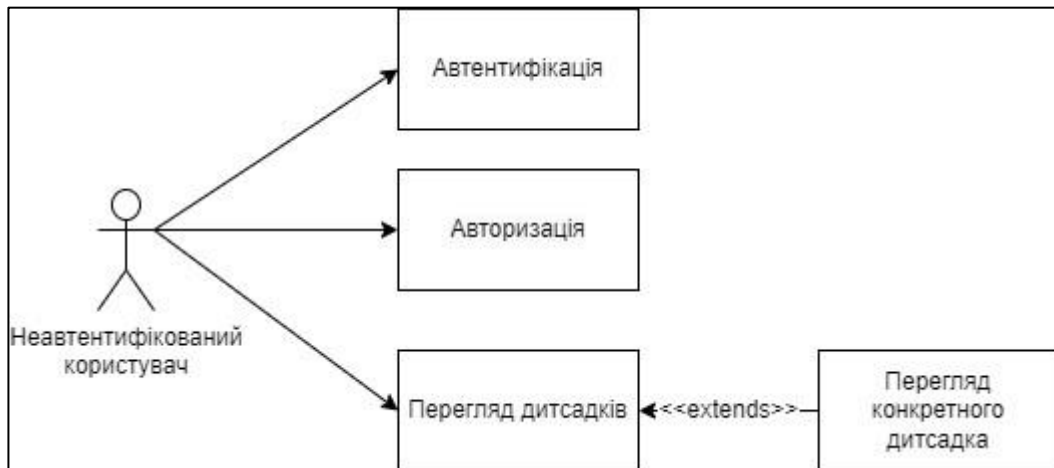 Автентифікація
Авторизація
Неавтентифікований
користувач
Перегляд дитсадків
<<extends>>
Перегляд
конкретного
дитсадка